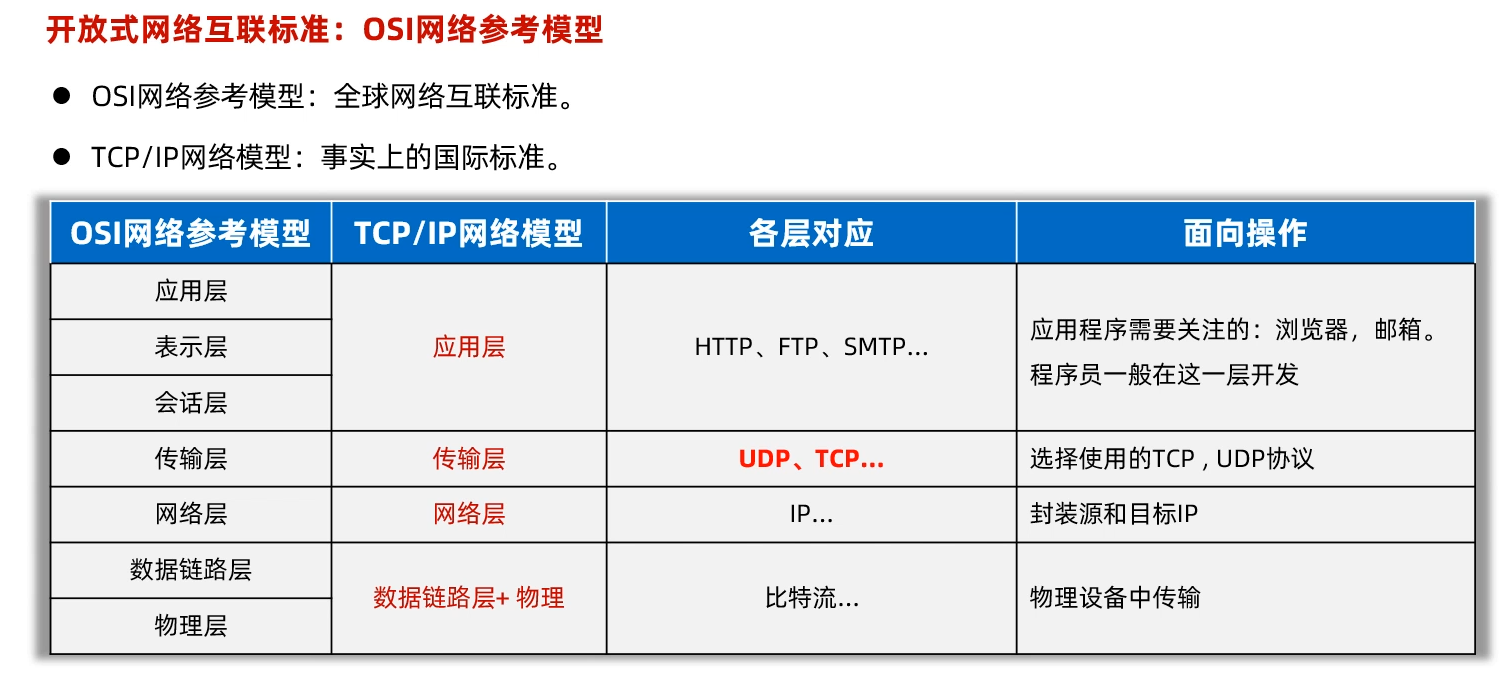 开放式网络互联标准：OSI网络参考模型
● OSI网络参考模型：全球网络互联标准。
● TCP/IP网络模型：事实上的国际标准。
OSI网络参考模型 TCP/IP网络模型 各层对应 面向操作
应用层
表示层
会话层
应用层
HTTP、FTP、SMTP...
应用程序需要关注的：浏览器，邮箱。
程序员一般在这一层开发
传输层 传输层 UDP、TCP... 选择使用的TCP , UDP协议
网络层 网络层 IP... 封装源和目标IP
数据链路层
物理层
数据链路层+ 物理
比特流...
物理设备中传输